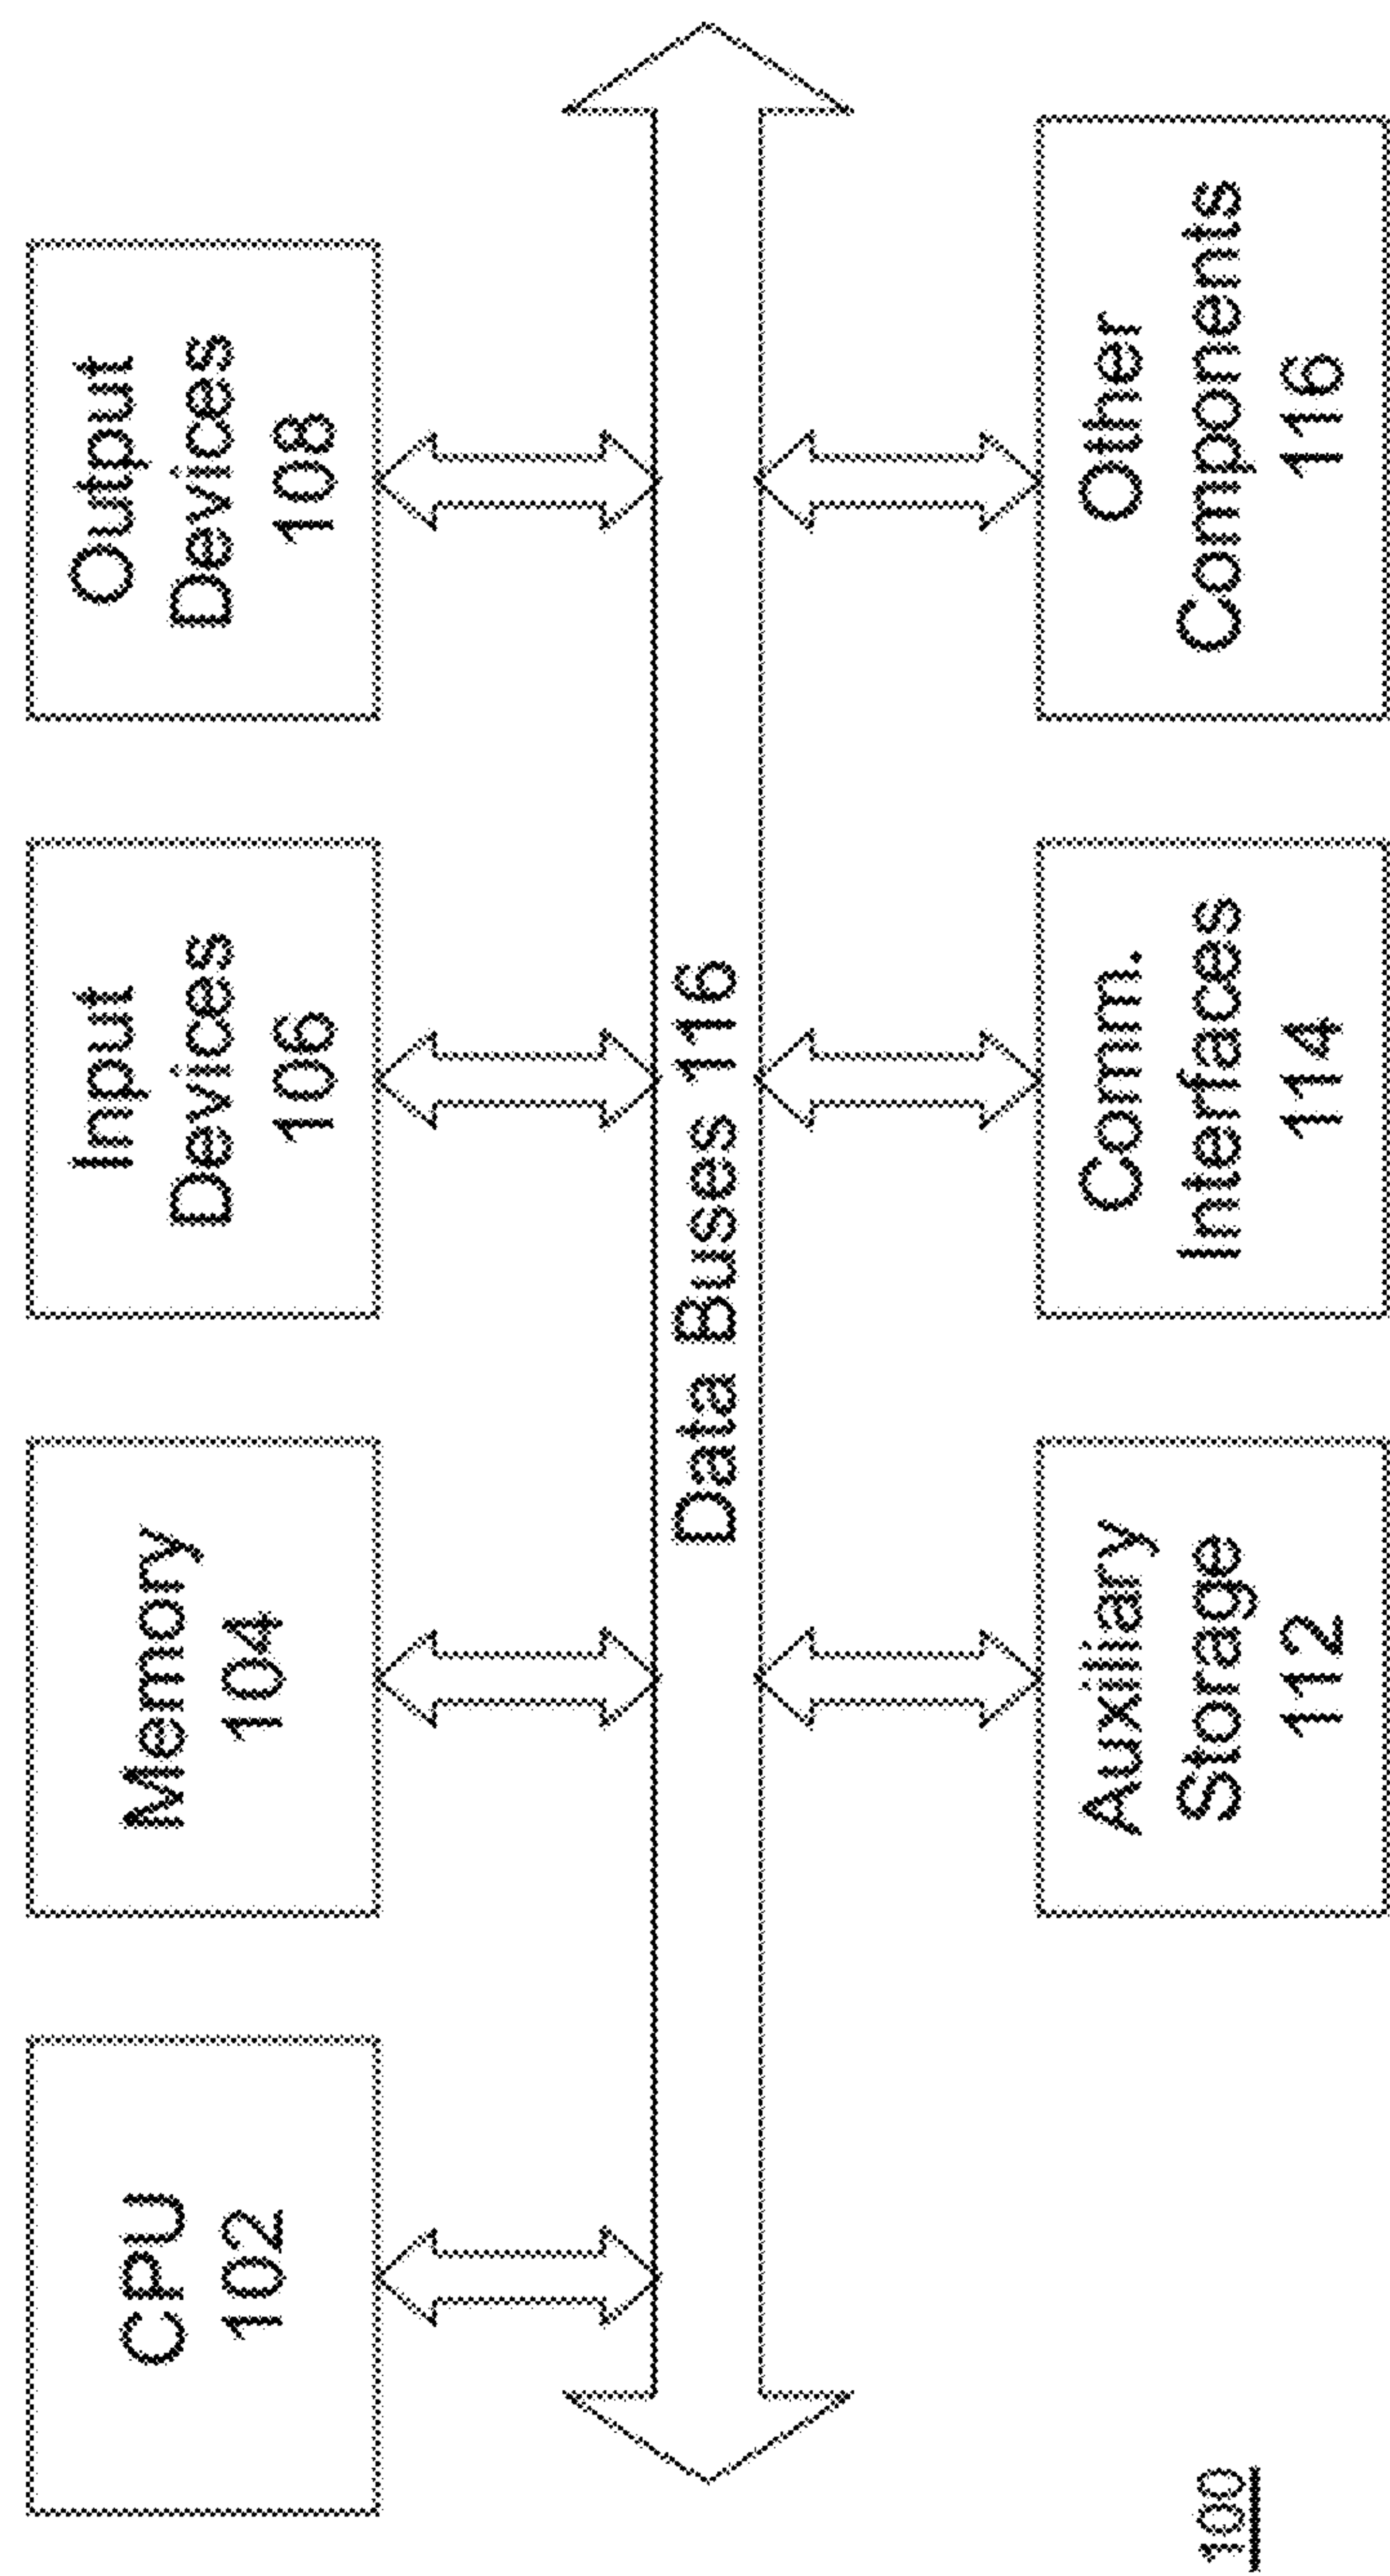 CPU
102
Memory
104
Input
Devices
106
Output
Devices
108
Data Buses 116
Auxiliary
Storage
112
Comm.
Interfaces
114
Other
Components
116
100